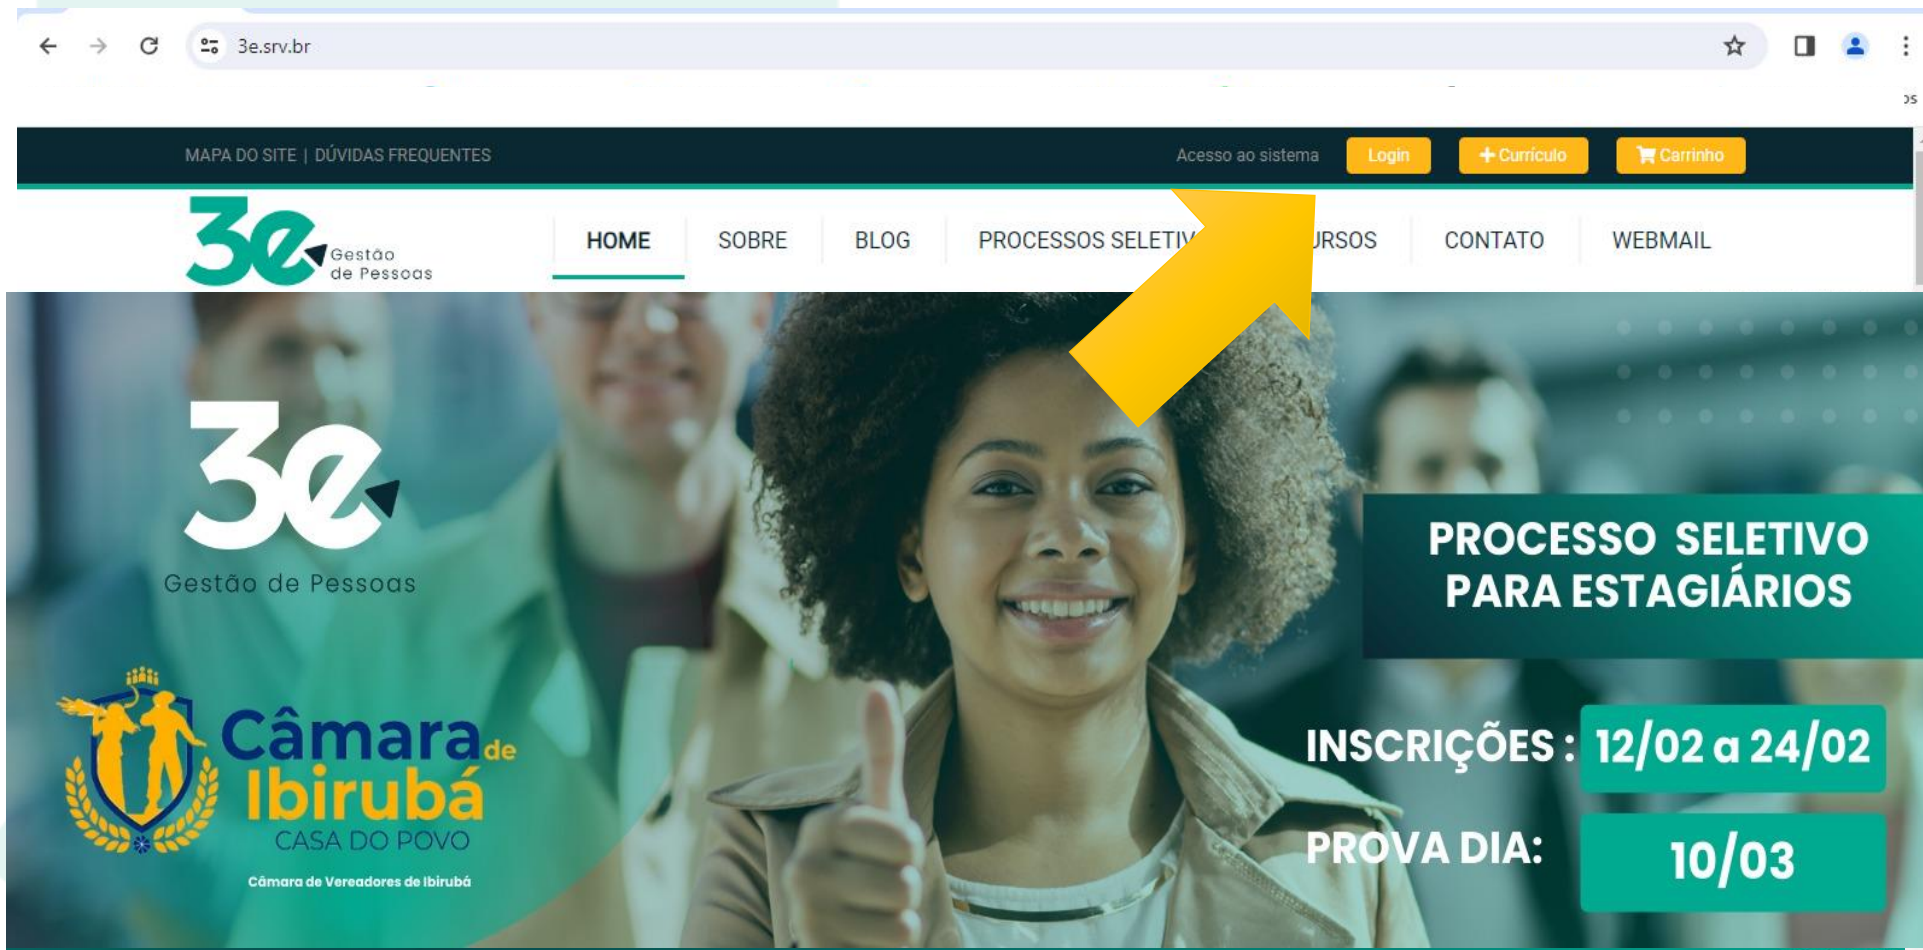 3e.srv.br
os
MAPA DO SITE | DÚVIDAS FREQUENTES
Acesso ao sistema
Login
+ Currículo
Carrinho
3e Gestão
de Pessoas
HOME
SOBRE
BLOG
PROCESSOS SELETIV
URSOS
CONTATO
WEBMAIL
3e
Gestão de Pessoas
PROCESSO SELETIVO
PARA ESTAGIÁRIOS
Câmara de
Ibirubá
CASA DO POVO
Câmara de Vereadores de Ibirubá
INSCRIÇÕES : 12/02 a 24/02
PROVA DIA: 10/03